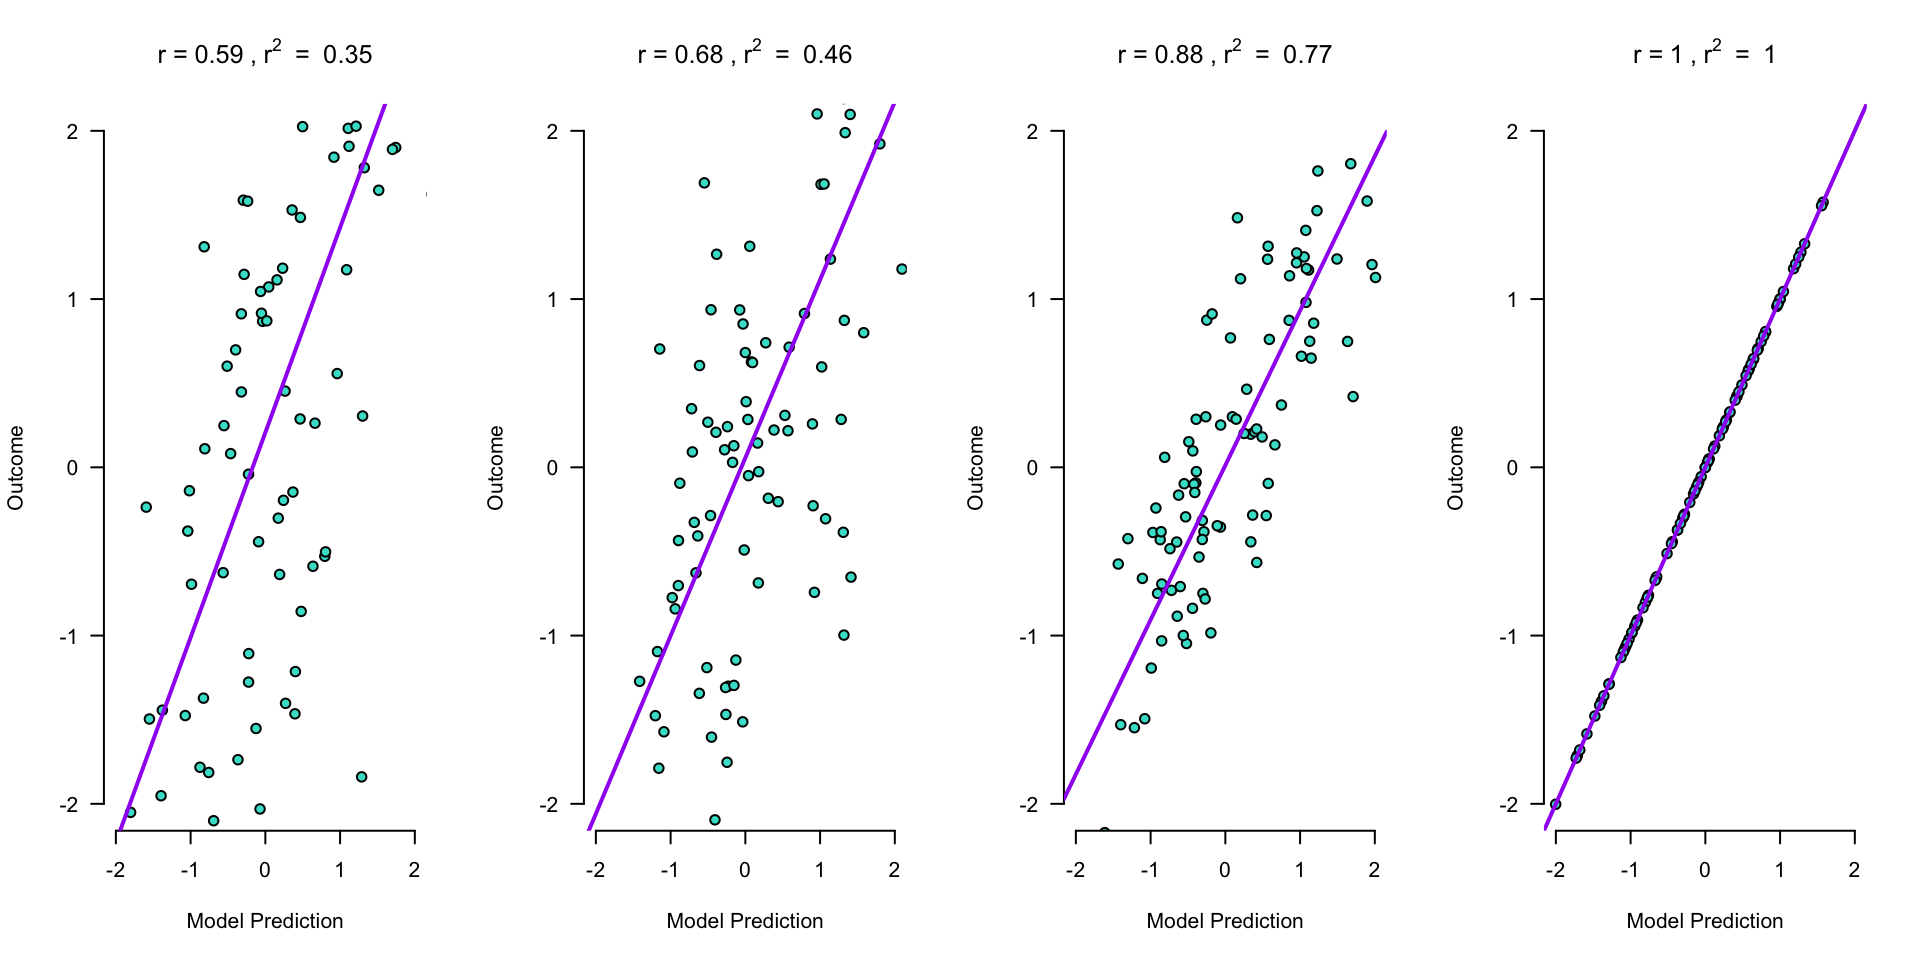 r = 0.59 , r² = 0.35
2
1
0
-1
-2
Outcome
-2 -1 0 1 2
Model Prediction
r = 0.68 , r² = 0.46
2
1
0
-1
-2
Outcome
-2 -1 0 1 2
Model Prediction
r = 0.88 , r² = 0.77
2
1
0
-1
-2
Outcome
-2 -1 0 1 2
Model Prediction
r = 1 , r² = 1
2
1
0
-1
-2
Outcome
-2 -1 0 1 2
Model Prediction